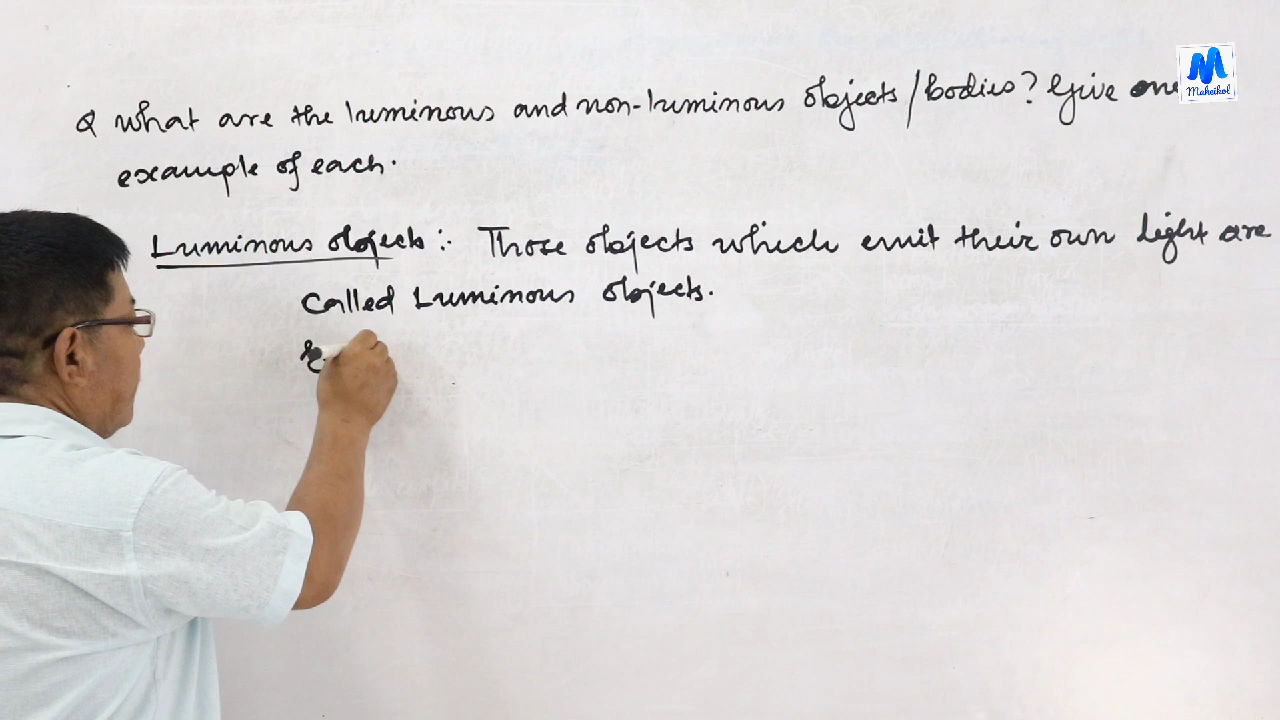 Q What are the luminous and non-luminous objects/bodies? Give one
example of each.
Luminous objects :- Those objects which emit their own light are
Called Luminous objects.
Maheikol